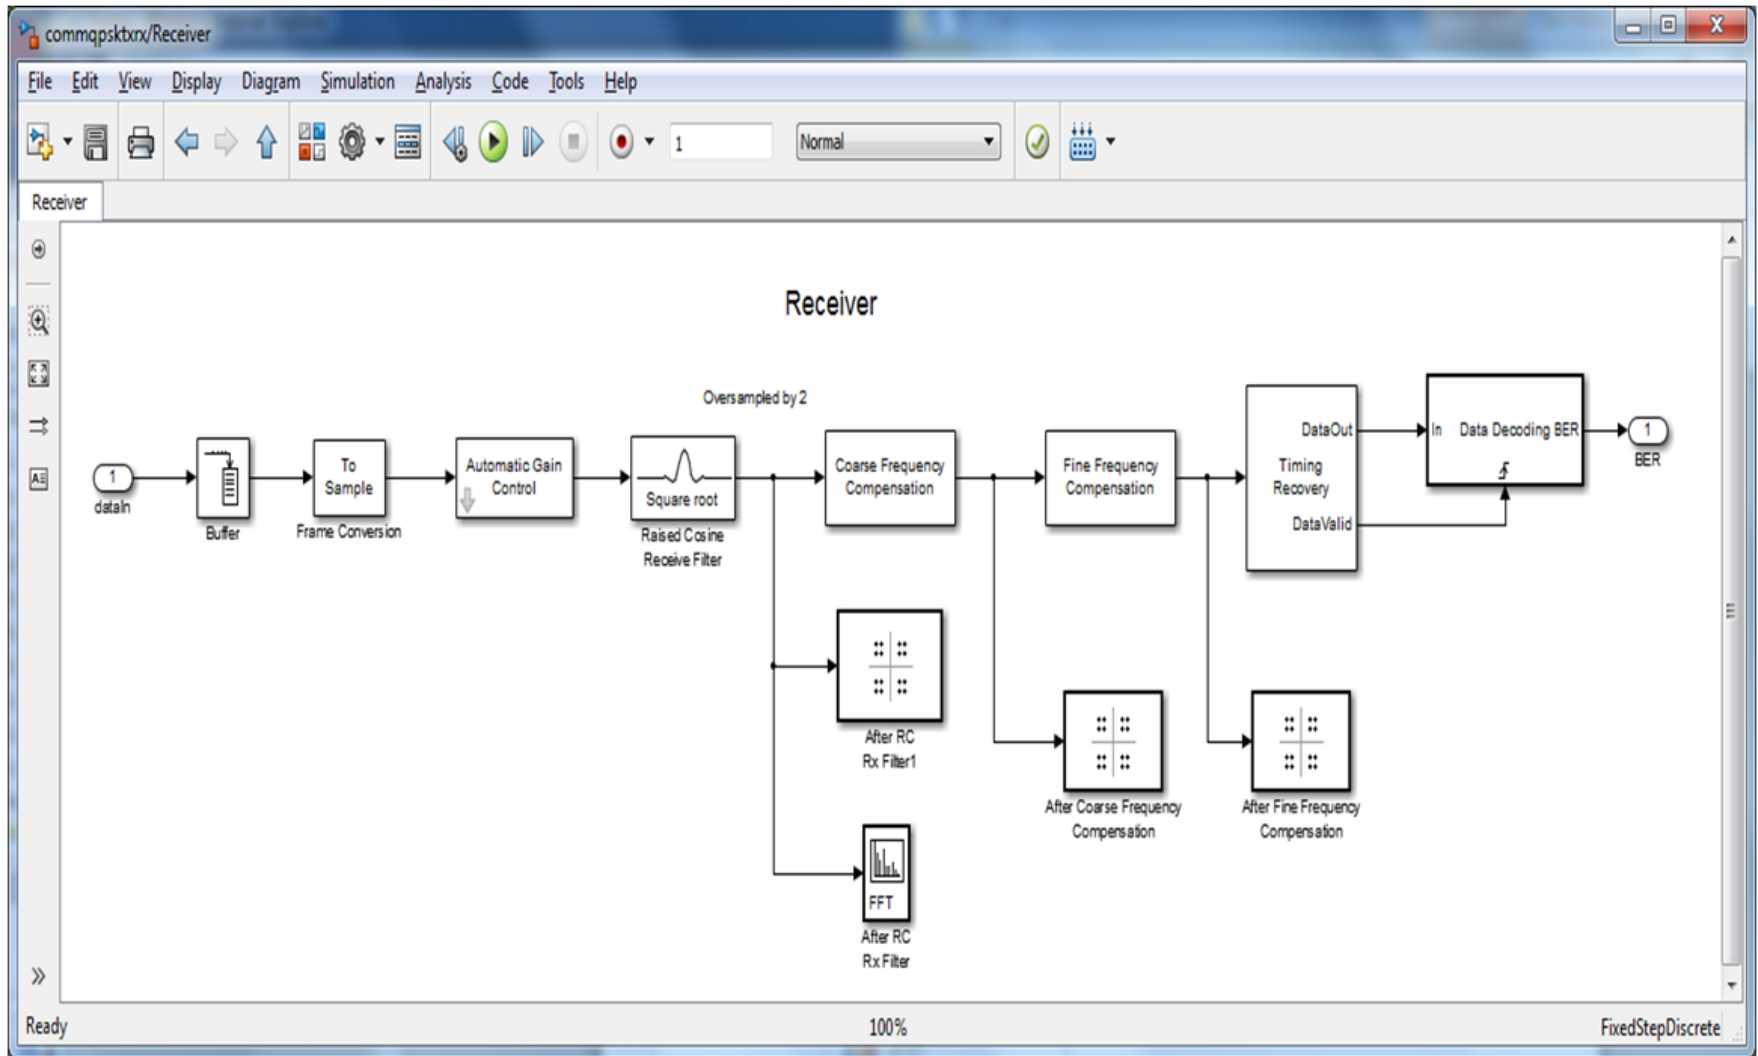 commqpsktxrx/Receiver
File Edit View Display Diagram Simulation Analysis Code Tools Help
1
Normal
Receiver
Receiver
Oversampled by 2
1
dataIn
Buffer
To
Sample
Frame Conversion
Automatic Gain
Control
Square root
Raised Cosine
Receive Filter
Coarse Frequency
Compensation
Fine Frequency
Compensation
DataOut
Timing
Recovery
DataValid
In
Data Decoding BER
1
BER
After RC
Rx Filter1
After Coarse Frequency
Compensation
After Fine Frequency
Compensation
FFT
After RC
Rx Filter
Ready
100%
FixedStepDiscrete